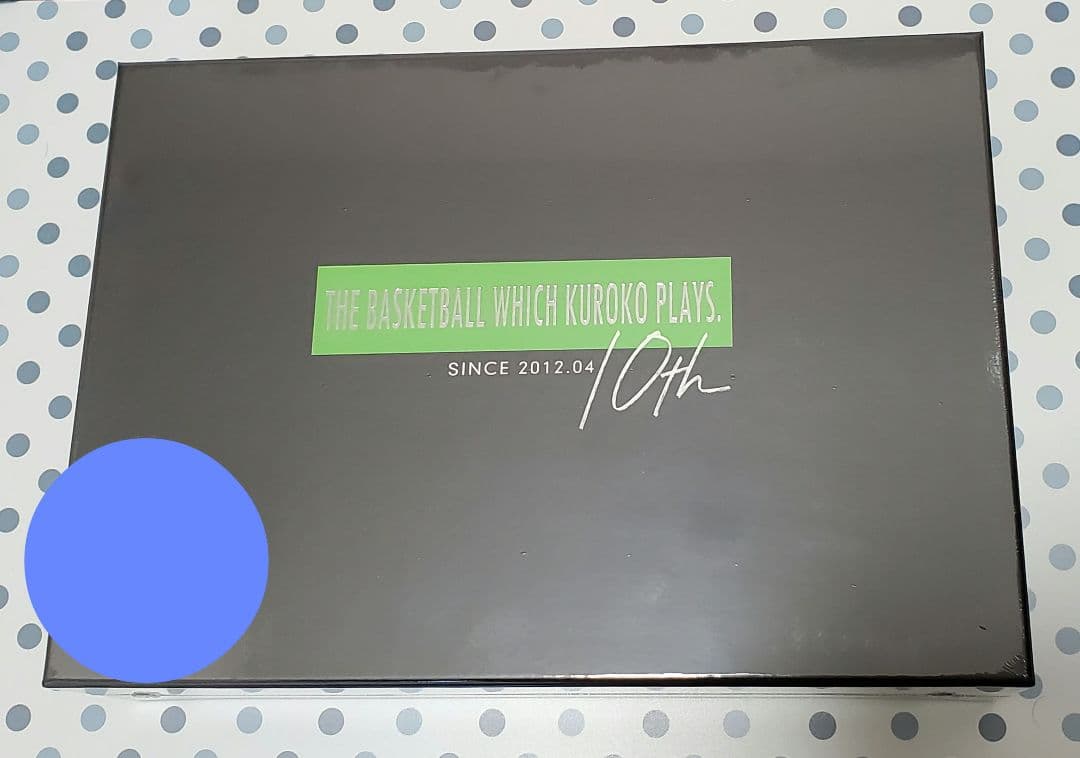 THE BASKETBALL WHICH KUROKO PLAYS.
SINCE 2012.04
10th